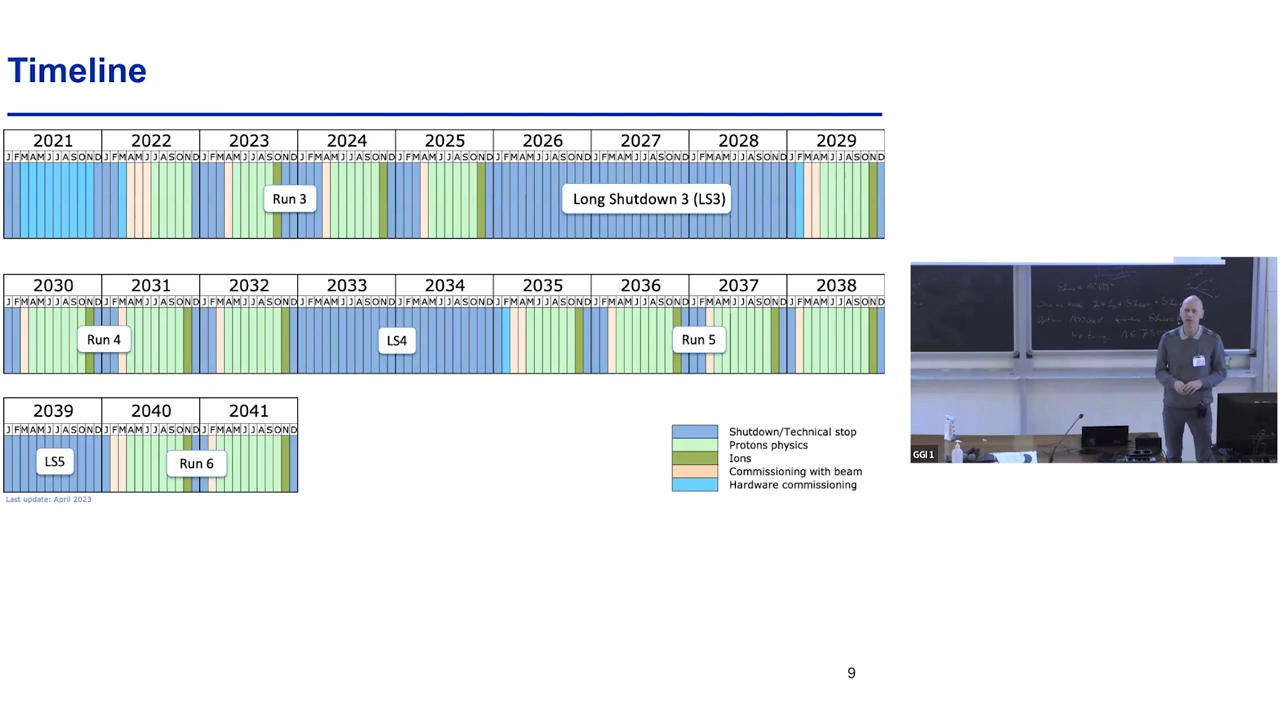 Timeline
2021 2022 2023 2024 2025 2026 2027 2028 2029
J F M A M J J A S O N D J F M A M J J A S O N D J F M A M J J A S O N D J F M A M J J A S O N D J F M A M J J A S O N D J F M A M J J A S O N D J F M A M J J A S O N D J F M A M J J A S O N D J F M A M J J A S O N D
Run 3 Long Shutdown 3 (LS3)
2030 2031 2032 2033 2034 2035 2036 2037 2038
J F M A M J J A S O N D J F M A M J J A S O N D J F M A M J J A S O N D J F M A M J J A S O N D J F M A M J J A S O N D J F M A M J J A S O N D J F M A M J J A S O N D J F M A M J J A S O N D J F M A M J J A S O N D
Run 4 LS4 Run 5
2039 2040 2041
J F M A M J J A S O N D J F M A M J J A S O N D J F M A M J J A S O N D
LS5 Run 6
Last update: April 2023
Shutdown/Technical stop
Protons physics
Ions
Commissioning with beam
Hardware commissioning
GGI 1
9